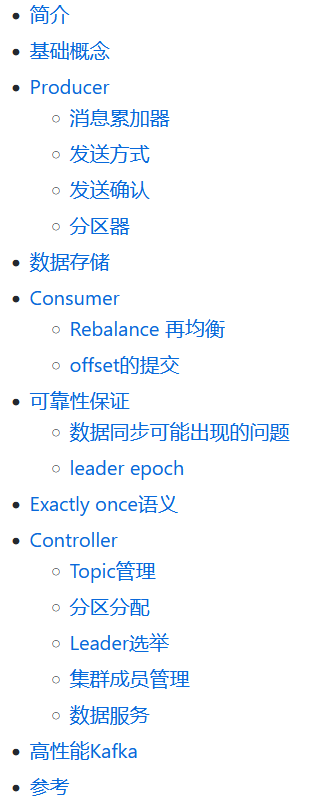 简介
基础概念
Producer
消息累加器
发送方式
发送确认
分区器
数据存储
Consumer
Rebalance 再均衡
offset的提交
可靠性保证
数据同步可能出现的问题
leader epoch
Exactly once语义
Controller
Topic管理
分区分配
Leader选举
集群成员管理
数据服务
高性能Kafka
参考